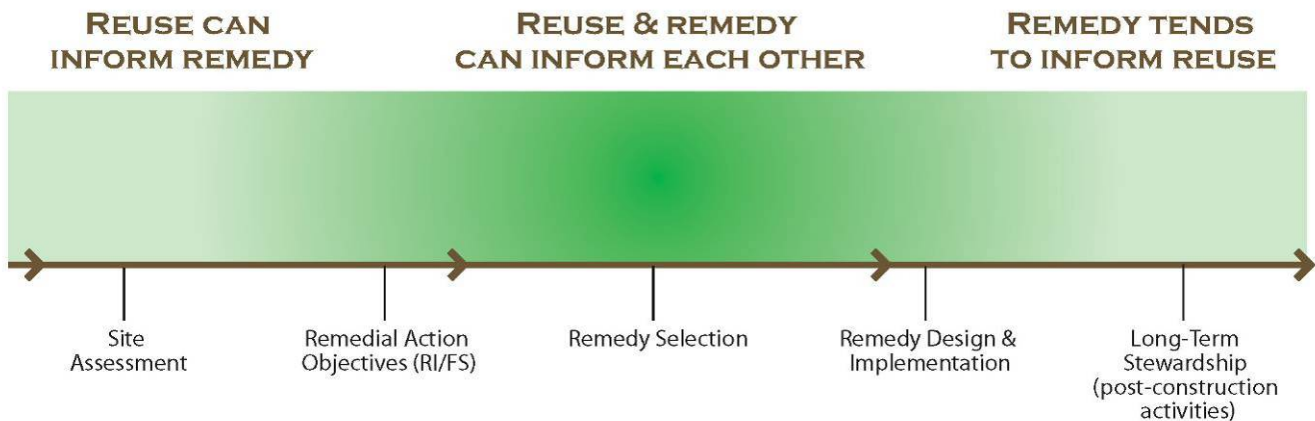 REUSE CAN
INFORM REMEDY
REUSE & REMEDY
CAN INFORM EACH OTHER
REMEDY TENDS
TO INFORM REUSE
Site
Assessment
Remedial Action
Objectives (RI/FS)
Remedy Selection
Remedy Design &
Implementation
Long-Term
Stewardship
(post-construction
activities)